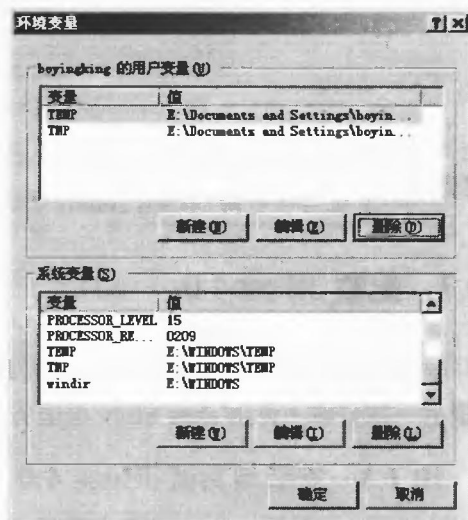 环境变量
boyingking 的用户变量(U)
变量 值
TEMP E:\Documents and Settings\boyin...
TMP E:\Documents and Settings\boyin...
新建(N) 编辑(E) 删除(D)
系统变量(S)
变量 值
PROCESSOR_LEVEL 15
PROCESSOR_RE... 0209
TEMP E:\WINDOWS\TEMP
TMP E:\WINDOWS\TEMP
windir E:\WINDOWS
新建(W) 编辑(I) 删除(L)
确定 取消